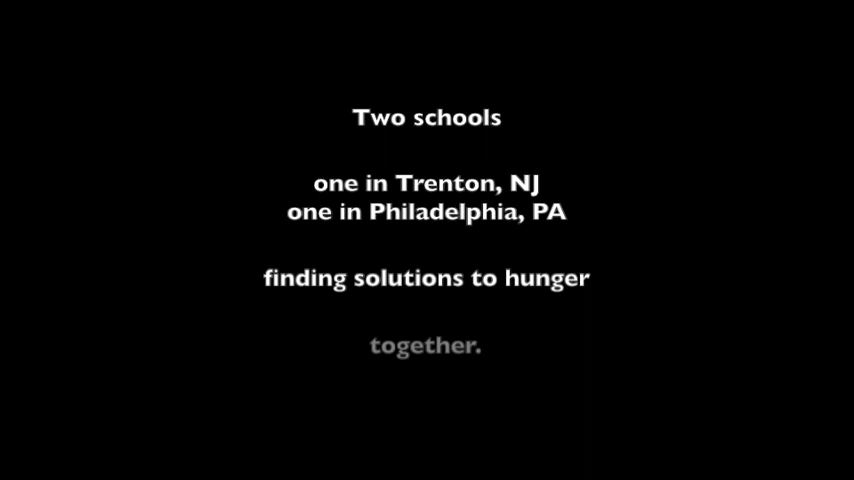 Two schools
one in Trenton, NJ
one in Philadelphia, PA
finding solutions to hunger
together.